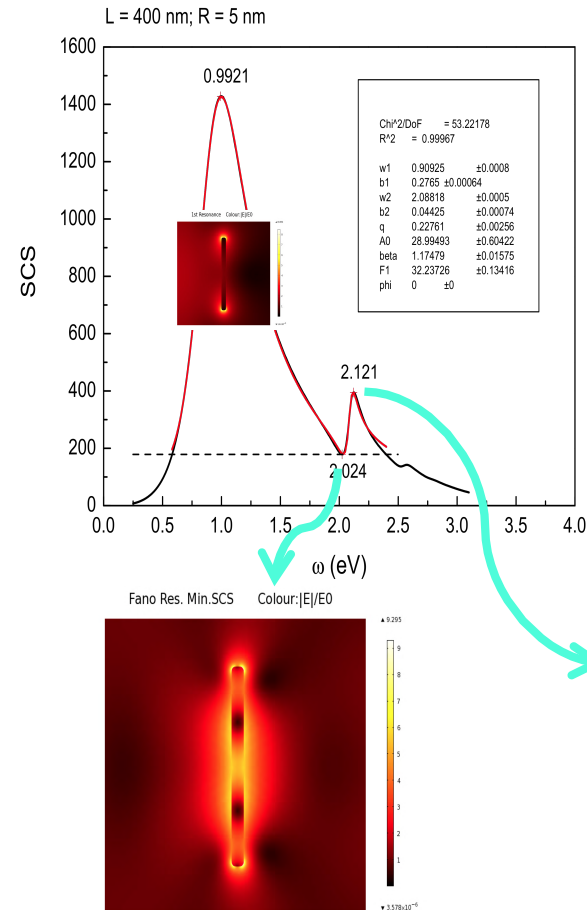 L = 400 nm; R = 5 nm
1600
1400
1200
1000
800
600
400
200
0
SCS
0.9921
2.121
2.024
Chi^2/DoF = 53.22178
R^2 = 0.99967
w1 0.90925 ±0.0008
b1 0.2765 ±0.00064
w2 2.08818 ±0.0005
b2 0.04425 ±0.00074
q 0.22761 ±0.00256
A0 28.99493 ±0.60422
beta 1.17479 ±0.01575
F1 32.23726 ±0.13416
phi 0 ±0
1st Resonance Colour:|E|/E0
0.0 0.5 1.0 1.5 2.0 2.5 3.0 3.5 4.0
ω (eV)
Fano Res. Min.SCS Colour:|E|/E0
▲ 9.295
9
8
7
6
5
4
3
2
1
▼ 3.578x10⁻⁶